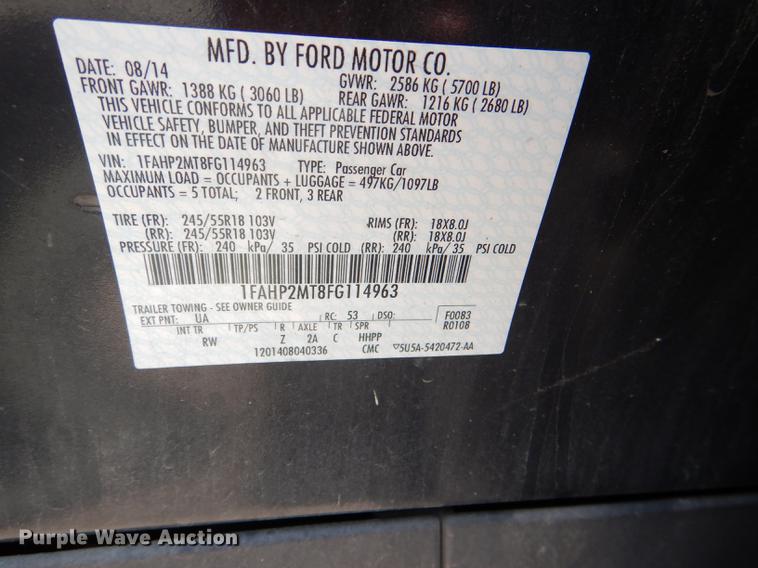 MFD. BY FORD MOTOR CO.
DATE: 08/14 GVWR: 2586 KG ( 5700 LB)
FRONT GAWR: 1388 KG ( 3060 LB) REAR GAWR: 1216 KG ( 2680 LB)
THIS VEHICLE CONFORMS TO ALL APPLICABLE FEDERAL MOTOR
VEHICLE SAFETY, BUMPER, AND THEFT PREVENTION STANDARDS
IN EFFECT ON THE DATE OF MANUFACTURE SHOWN ABOVE.
VIN: 1FAHP2MT8FG114963 TYPE: Passenger Car
MAXIMUM LOAD = OCCUPANTS + LUGGAGE = 497KG/1097LB
OCCUPANTS = 5 TOTAL; 2 FRONT, 3 REAR
TIRE (FR): 245/55R18 103V RIMS (FR): 18X8.0J
(RR): 245/55R18 103V (RR): 18X8.0J
PRESSURE (FR): 240 kPa/ 35 PSI COLD (RR): 240 kPa/ 35 PSI COLD
1FAHP2MT8FG114963
TRAILER TOWING - SEE OWNER GUIDE
EXT PNT: UA RC: 53 DSO: F0083
INT TR TP/PS R AXLE TR SPR R0108
RW Z 2A C HHPP
1201408040336 CMC ▽5U5A-5420472-AA
Purple Wave Auction